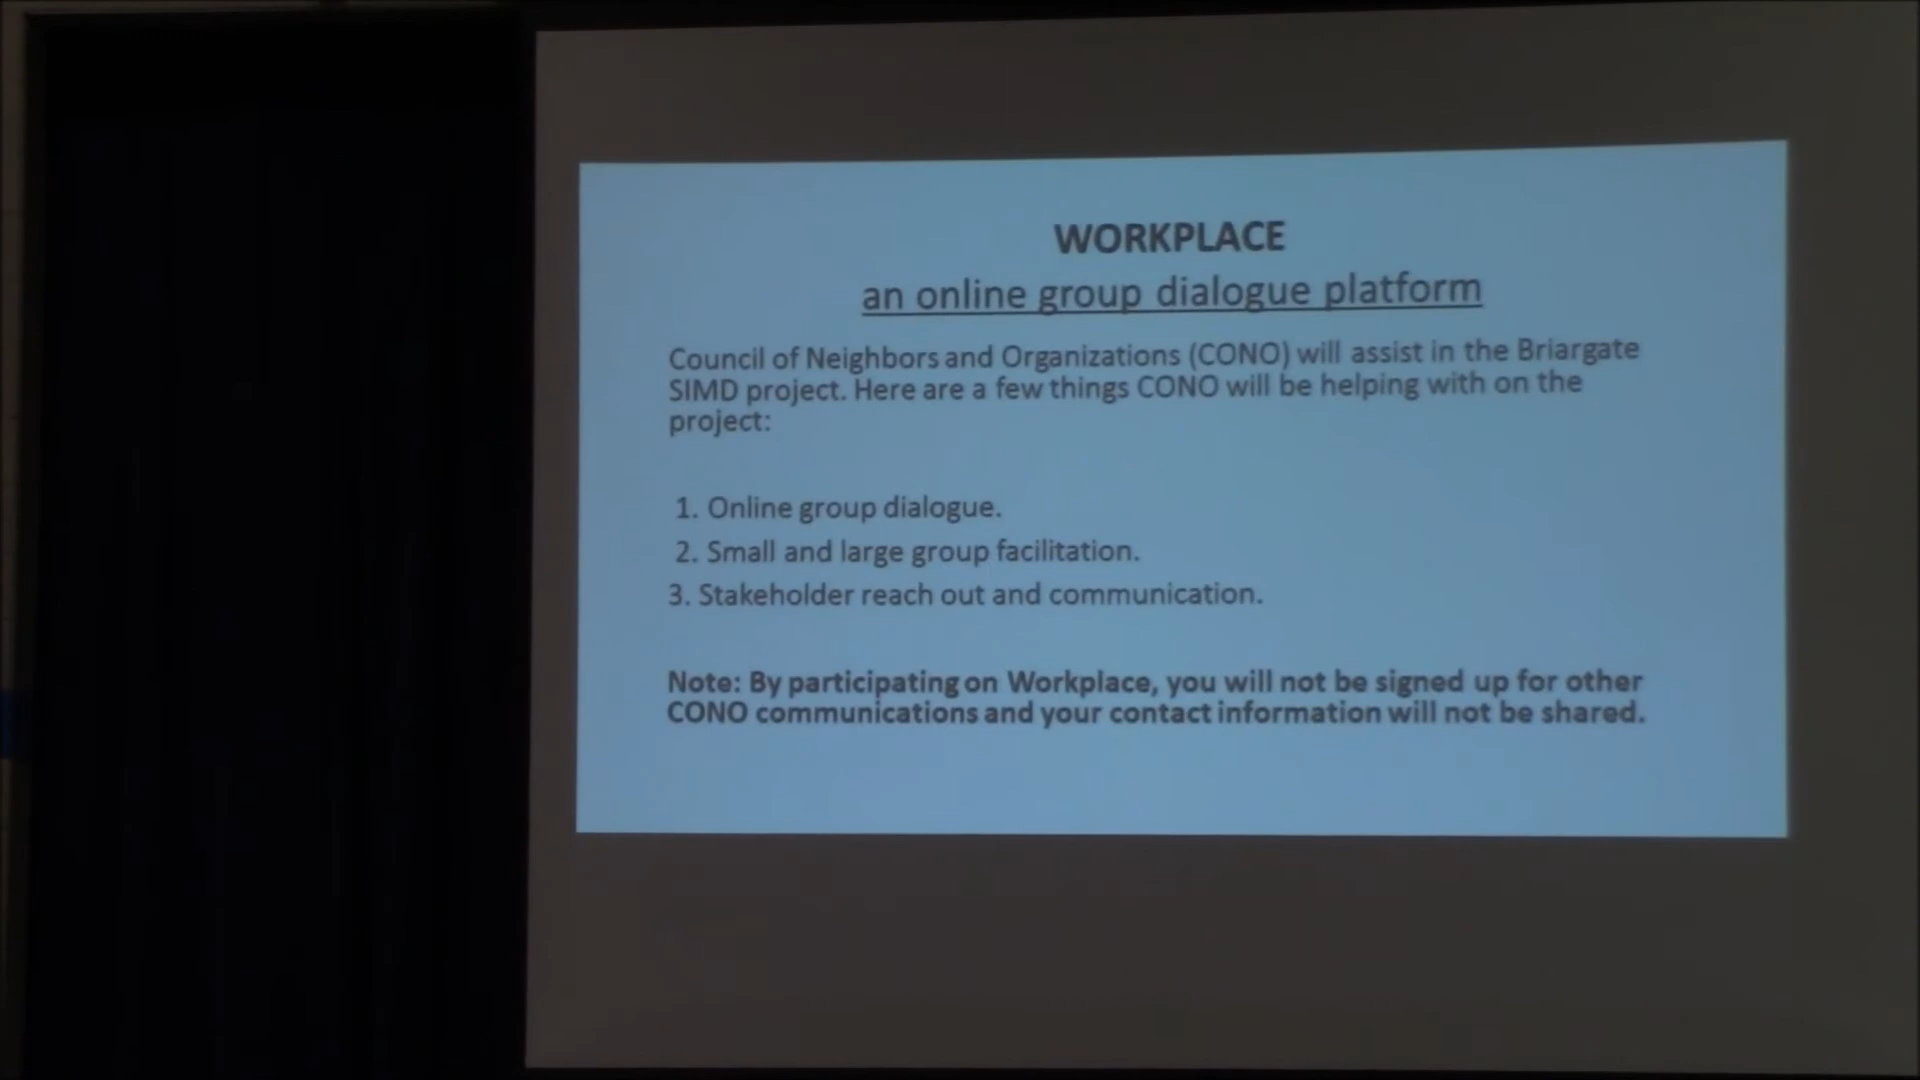 WORKPLACE
an online group dialogue platform
Council of Neighbors and Organizations (CONO) will assist in the Briargate
SIMD project. Here are a few things CONO will be helping with on the
project:
1. Online group dialogue.
2. Small and large group facilitation.
3. Stakeholder reach out and communication.
Note: By participating on Workplace, you will not be signed up for other
CONO communications and your contact information will not be shared.